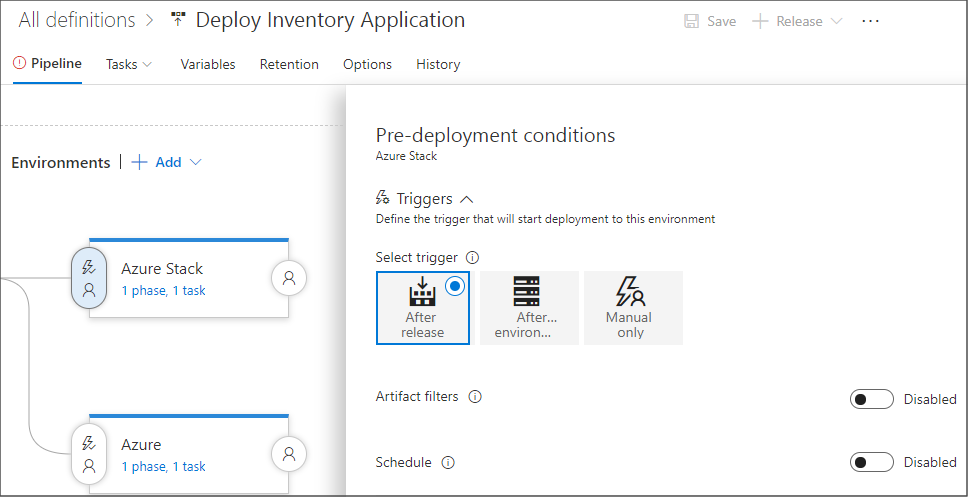 All definitions > Deploy Inventory Application
Save + Release ...
Pipeline Tasks Variables Retention Options History
Environments | + Add
Azure Stack
1 phase, 1 task
Azure
1 phase, 1 task
Pre-deployment conditions
Azure Stack
Triggers
Define the trigger that will start deployment to this environment
Select trigger
After
release
After...
environ...
Manual
only
Artifact filters Disabled
Schedule Disabled